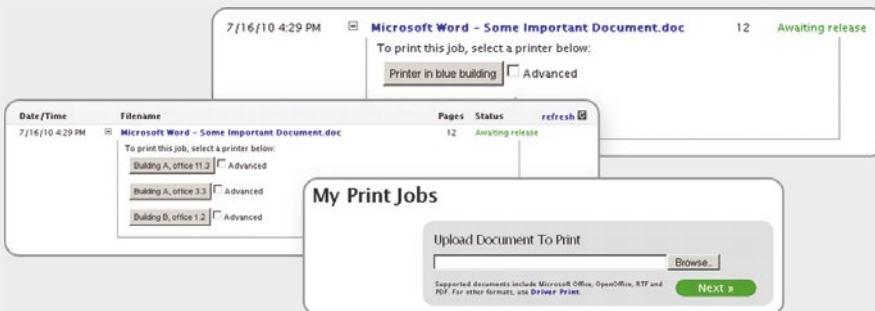 7/16/10 4:29 PM Microsoft Word - Some Important Document.doc 12 Awaiting release
To print this job, select a printer below:
Printer in blue building Advanced
Date/Time Filename Pages Status refresh
7/16/10 4:29 PM Microsoft Word - Some Important Document.doc 12 Awaiting release
To print this job, select a printer below:
Building A, office 11.3 Advanced
Building A, office 3.3 Advanced
Building B, office 1.2 Advanced
My Print Jobs
Upload Document To Print
Browse..
Supported documents include Microsoft Office, OpenOffice, RTF and
PDF. For other formats, use Driver Print.
Next »